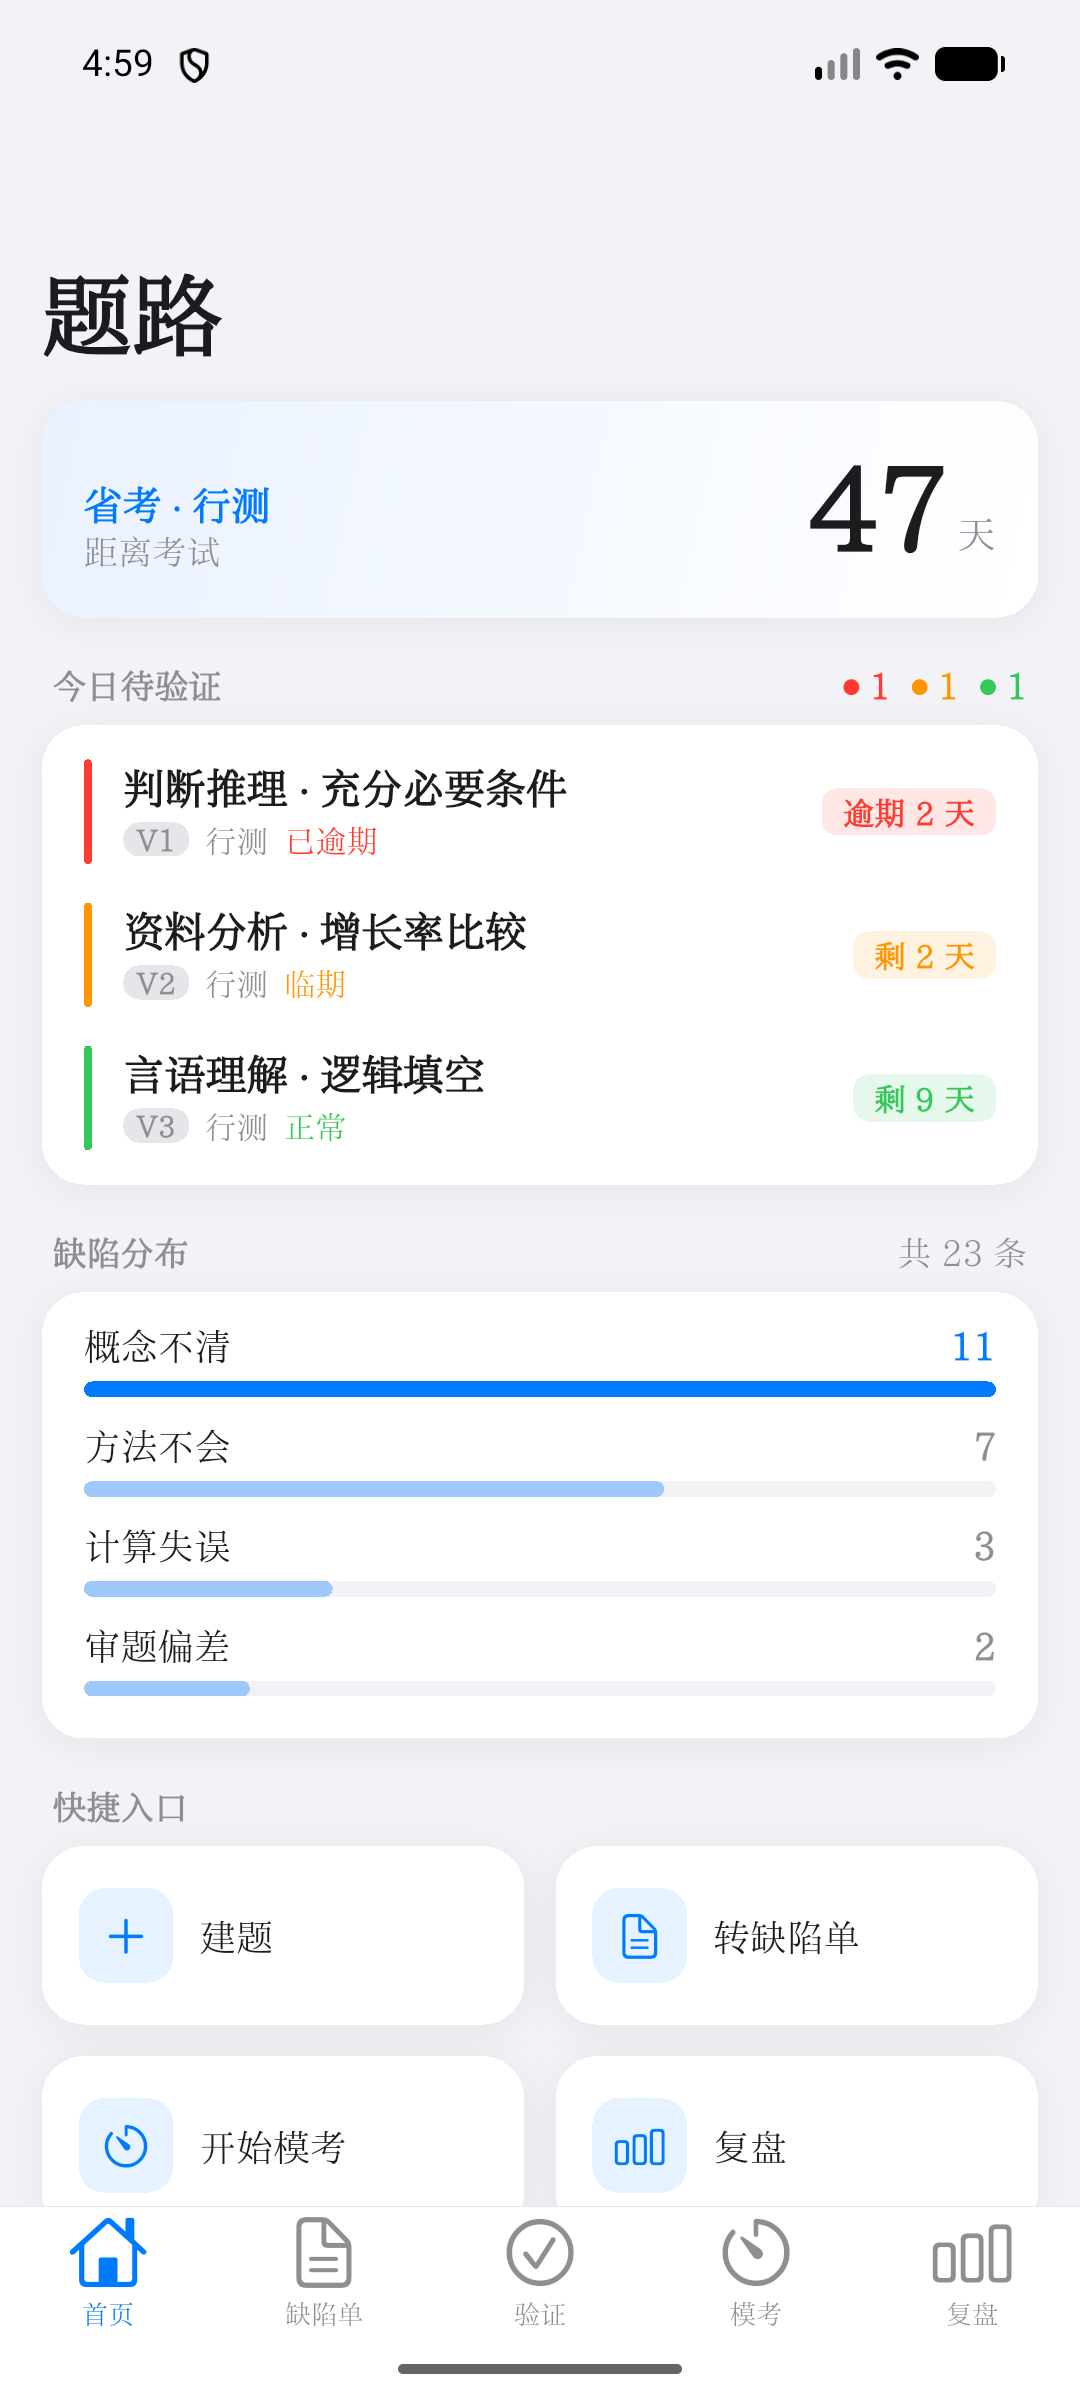 4:59
题路
省考 · 行测
距离考试
47 天
今日待验证
1 1 1
判断推理 · 充分必要条件
V1 行测 已逾期
逾期 2 天
资料分析 · 增长率比较
V2 行测 临期
剩 2 天
言语理解 · 逻辑填空
V3 行测 正常
剩 9 天
缺陷分布
共 23 条
概念不清 11
方法不会 7
计算失误 3
审题偏差 2
快捷入口
建题
转缺陷单
开始模考
复盘
首页
缺陷单
验证
模考
复盘